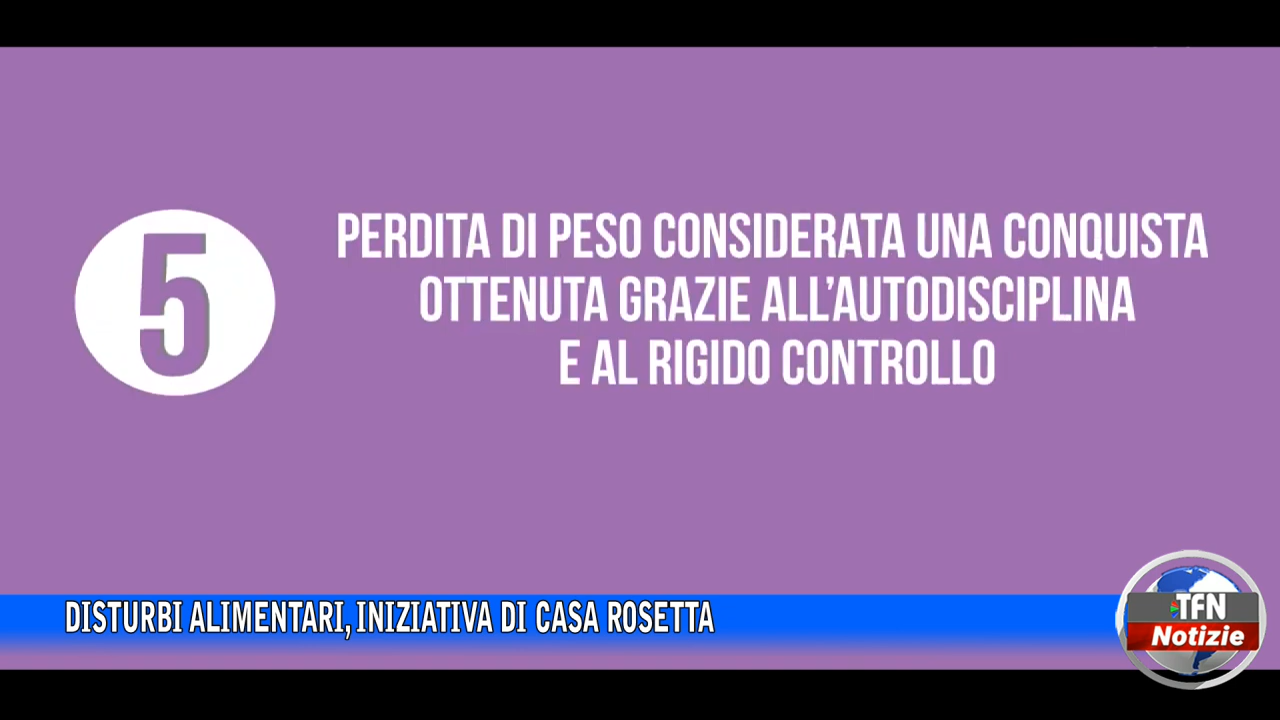 5
PERDITA DI PESO CONSIDERATA UNA CONQUISTA
OTTENUTA GRAZIE ALL'AUTODISCIPLINA
E AL RIGIDO CONTROLLO
DISTURBI ALIMENTARI, INIZIATIVA DI CASA ROSETTA
TFN
Notizie